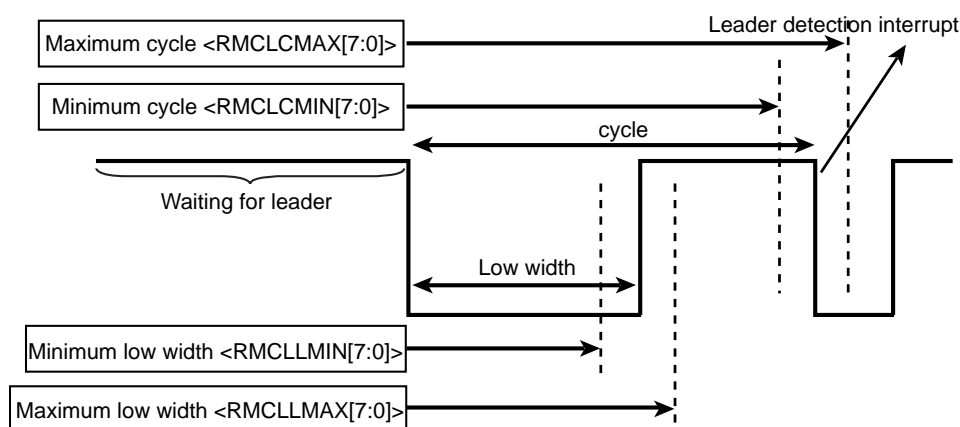 Leader detection interrupt
Maximum cycle <RMCLCMAX[7:0]>
Minimum cycle <RMCLCMIN[7:0]>
cycle
Waiting for leader
Low width
Minimum low width <RMCLLMIN[7:0]>
Maximum low width <RMCLLMAX[7:0]>